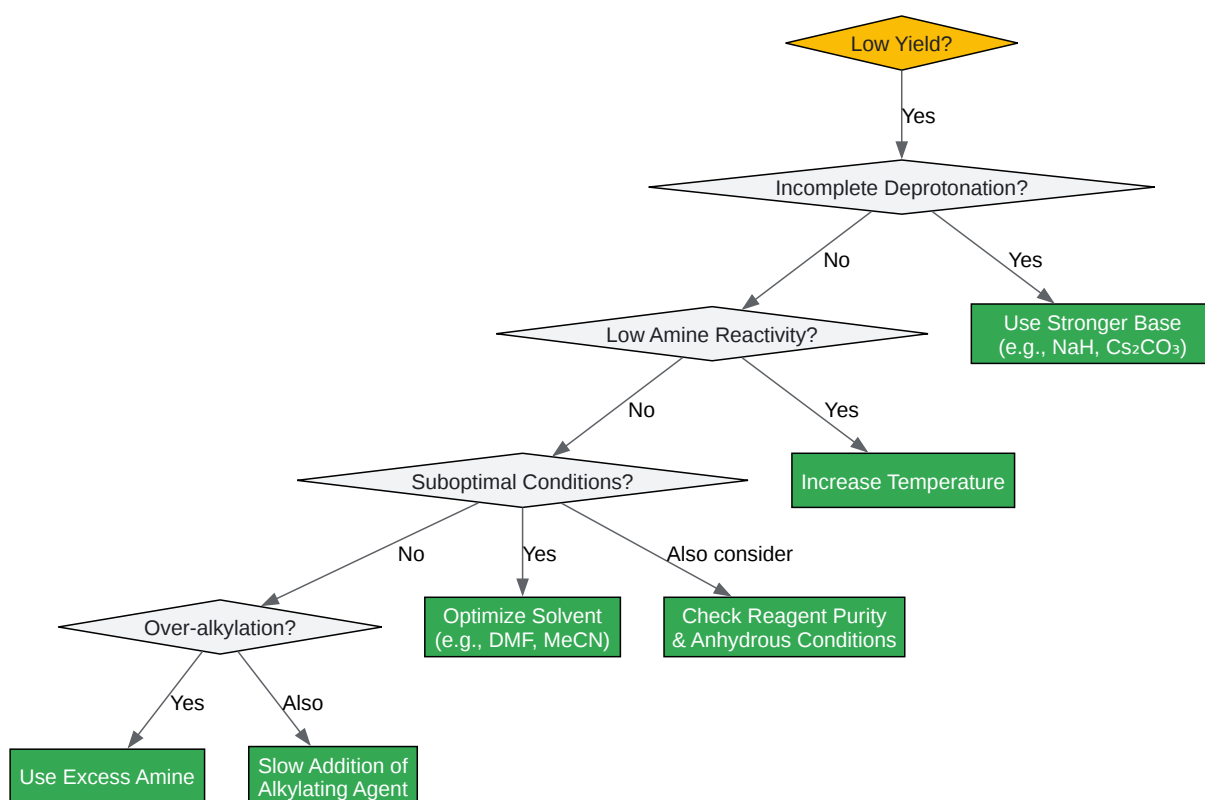 Low Yield?
Yes
Incomplete Deprotonation?
No
Yes
Low Amine Reactivity?
Use Stronger Base
(e.g., NaH, Cs₂CO₃)
No
Yes
Suboptimal Conditions?
Increase Temperature
No
Yes
Also consider
Over-alkylation?
Optimize Solvent
(e.g., DMF, MeCN)
Check Reagent Purity
& Anhydrous Conditions
Yes
Also
Use Excess Amine
Slow Addition of
Alkylating Agent